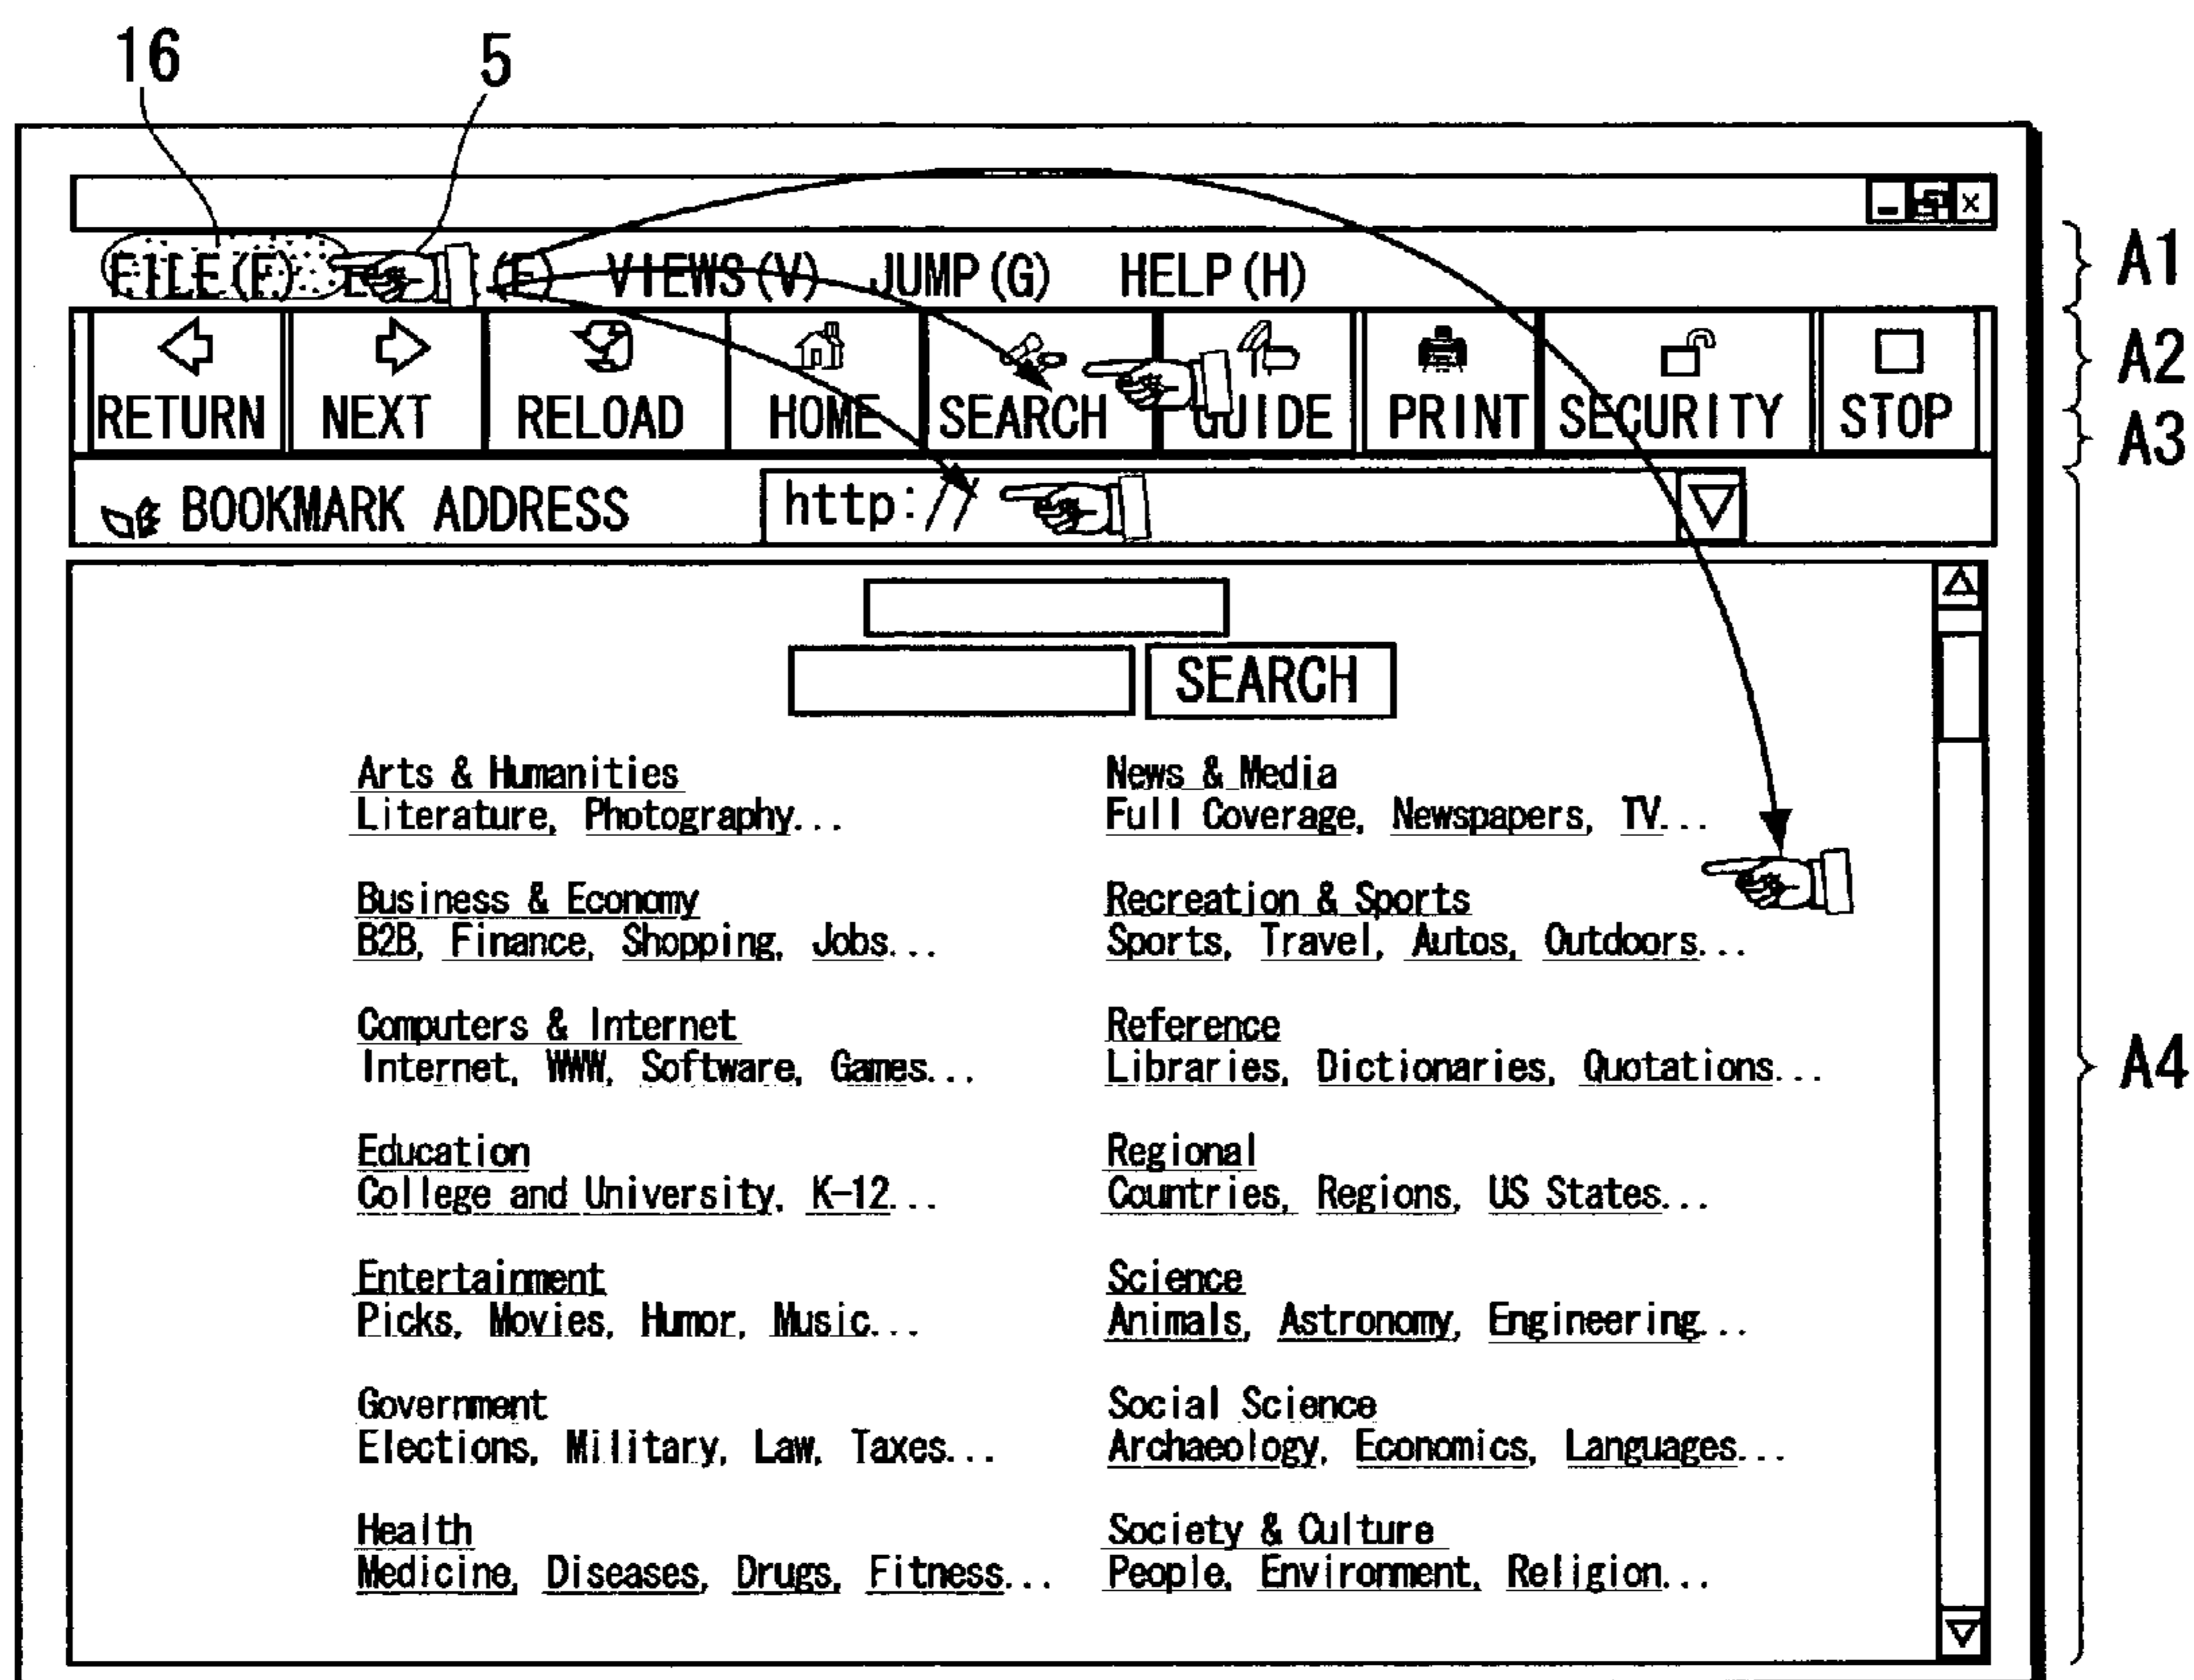 16 5
FILE(F) (E) VIEWS(V) JUMP(G) HELP(H) A1
A2
RETURN NEXT RELOAD HOME SEARCH GUIDE PRINT SECURITY STOP A3
BOOKMARK ADDRESS http://
SEARCH
Arts & Humanities News & Media
Literature, Photography... Full Coverage, Newspapers, TV...
Business & Economy Recreation & Sports
B2B, Finance, Shopping, Jobs... Sports, Travel, Autos, Outdoors...
Computers & Internet Reference
Internet, WWW, Software, Games... Libraries, Dictionaries, Quotations...
A4
Education Regional
College and University, K-12... Countries, Regions, US States...
Entertainment Science
Picks, Movies, Humor, Music... Animals, Astronomy, Engineering...
Government Social Science
Elections, Military, Law, Taxes... Archaeology, Economics, Languages...
Health Society & Culture
Medicine, Diseases, Drugs, Fitness... People, Environment, Religion...